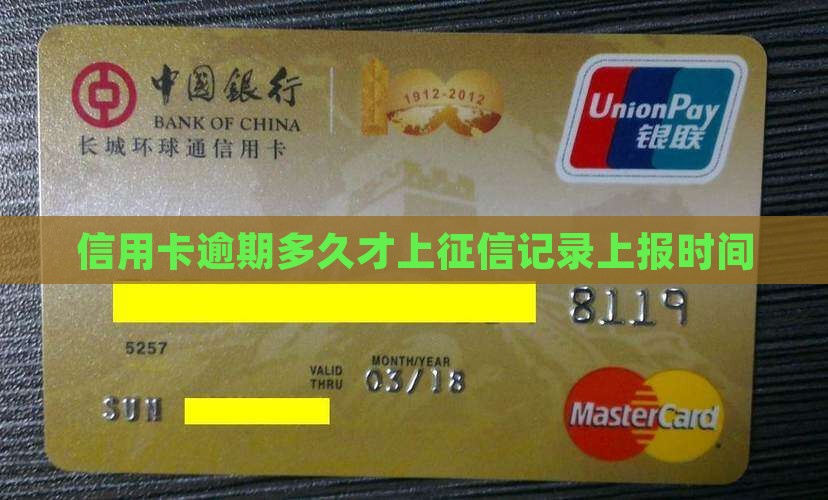 中国銀行
BANK OF CHINA
长城环球通信用卡
1912-2012
UnionPay
银联
信用卡逾期多久才上征信记录上报时间
8119
5257
VALID THRU
MONTH/YEAR
03/18
SUN
MasterCard